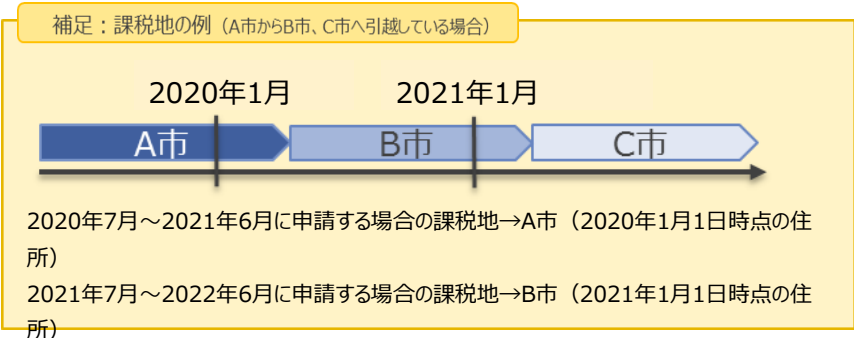 補足：課税地の例（A市からB市、C市へ引越している場合）
2020年1月 2021年1月
A市 B市 C市
2020年7月～2021年6月に申請する場合の課税地→A市（2020年1月1日時点の住
所）
2021年7月～2022年6月に申請する場合の課税地→B市（2021年1月1日時点の住
所）